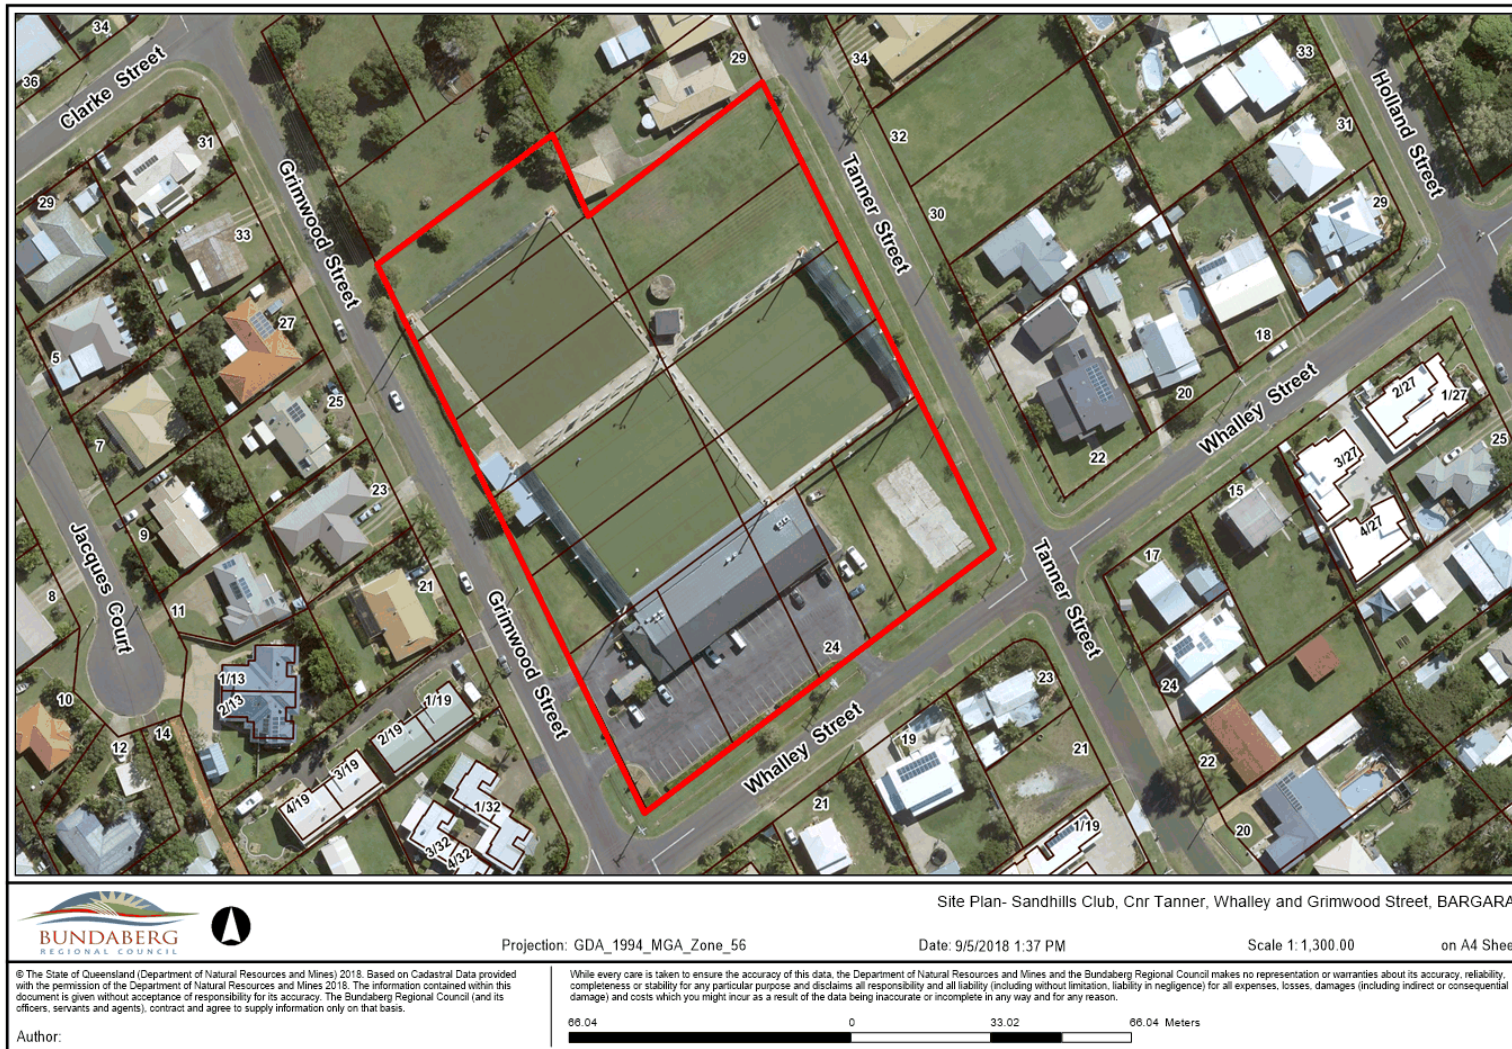 34
36
Clarke Street
31
29
33
5
27
7
25
9
23
8
11
21
10
12
14
1/13
2/13
1/19
2/19
3/19
4/19
1/32
3/32
4/32
Jacques Court
Grimwood Street
Grimwood Street
29
24
34
32
30
Tanner Street
Tanner Street
Holland Street
33
31
29
18
20
22
Whalley Street
Whalley Street
2/27
1/27
3/27
4/27
25
15
17
24
22
20
23
19
21
21
1/19
BUNDABERG
REGIONAL COUNCIL
Site Plan- Sandhills Club, Cnr Tanner, Whalley and Grimwood Street, BARGARA
Projection: GDA_1994_MGA_Zone_56
Date: 9/5/2018 1:37 PM
Scale 1: 1,300.00
on A4 Shee
© The State of Queensland (Department of Natural Resources and Mines) 2018. Based on Cadastral Data provided
with the permission of the Department of Natural Resources and Mines 2018. The information contained within this
document is given without acceptance of responsibility for its accuracy. The Bundaberg Regional Council (and its
officers, servants and agents), contract and agree to supply information only on that basis.
Author:
While every care is taken to ensure the accuracy of this data, the Department of Natural Resources and Mines and the Bundaberg Regional Council makes no representation or warranties about its accuracy, reliability,
completeness or stability for any particular purpose and disclaims all responsibility and all liability (including without limitation, liability in negligence) for all expenses, losses, damages (including indirect or consequential
damage) and costs which you might incur as a result of the data being inaccurate or incomplete in any way and for any reason.
66.04
0
33.02
66.04 Meters